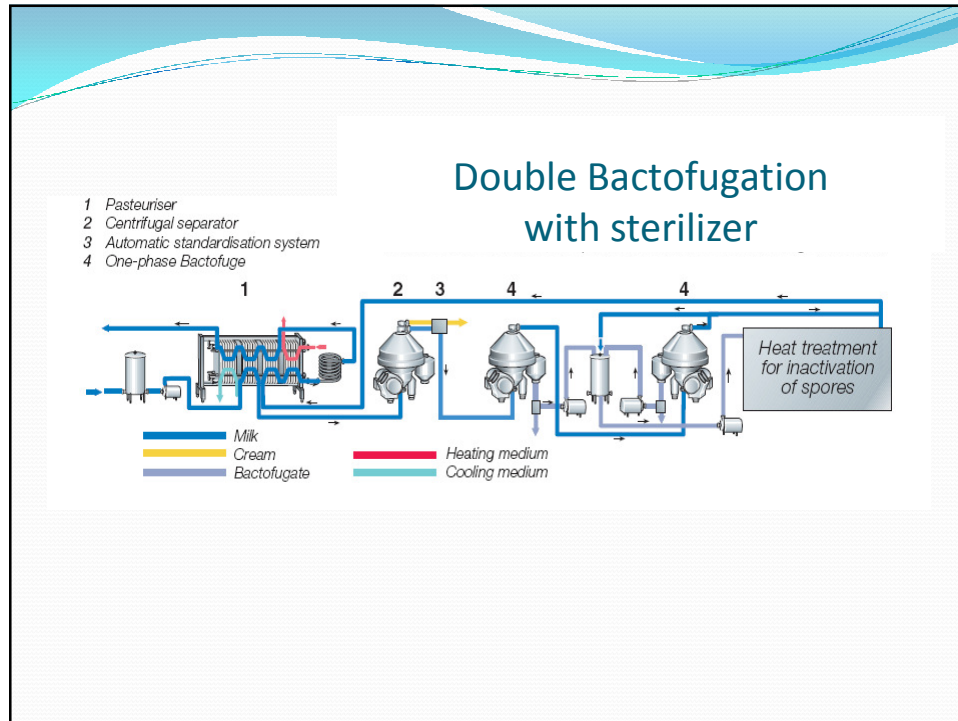 Double Bactofugation
with sterilizer
1 Pasteuriser
2 Centrifugal separator
3 Automatic standardisation system
4 One-phase Bactofuge
1 2 3 4 4
Heat treatment
for inactivation
of spores
Milk
Cream
Bactofugate
Heating medium
Cooling medium